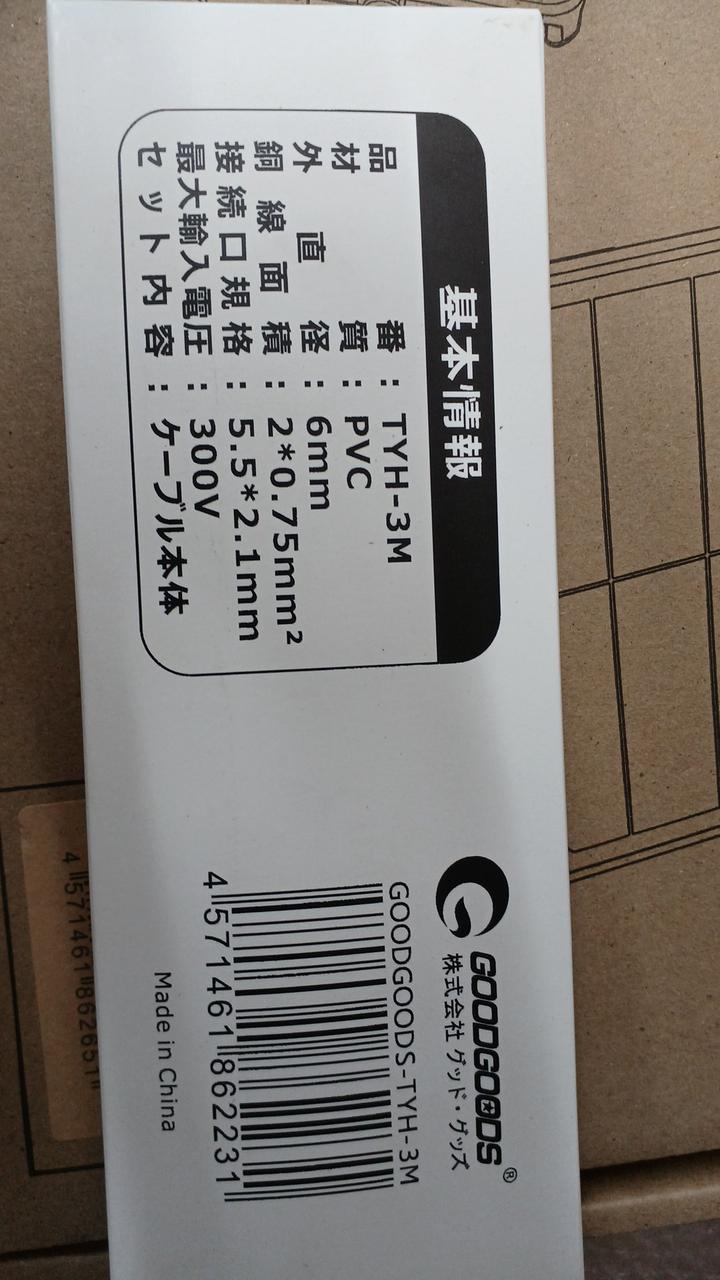 基本情報
品番：TYH-3M
材質：PVC
外直径：6mm
銅線面積：2*0.75mm²
接続口規格：5.5*2.1mm
最大輸入電圧：300V
セット内容：ケーブル本体
GOODGOODS®
株式会社 グッド・グッズ
GOODGOODS-TYH-3M
4 571461 862231
Made in China
4 571461 862651